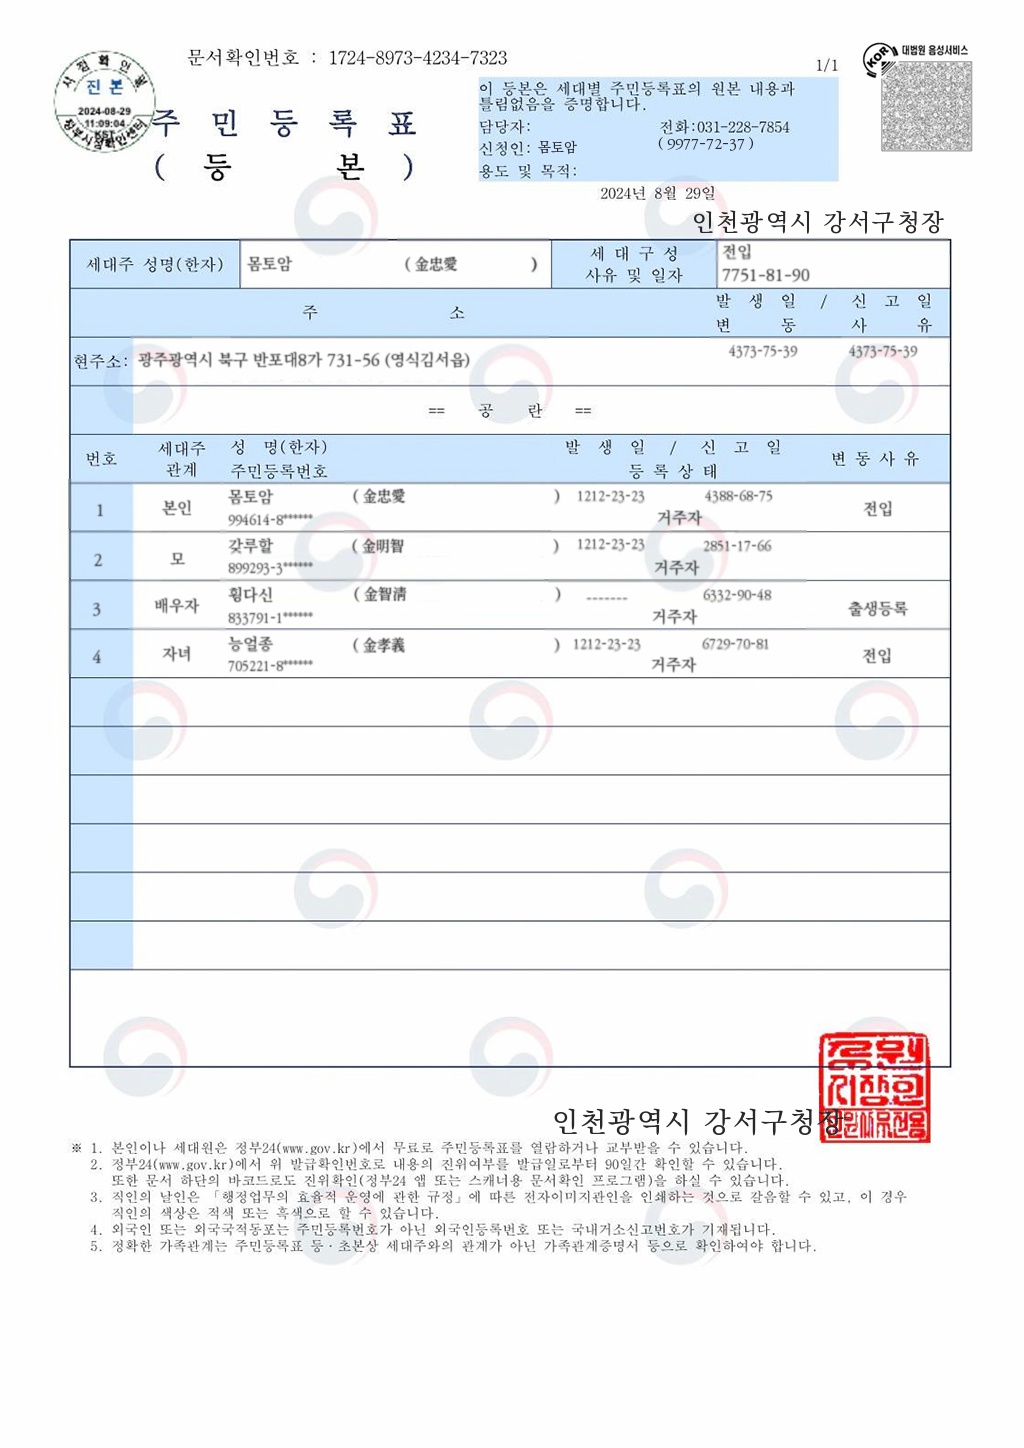 문서확인번호 : 1724-8973-4234-7323
대법원 음성서비스
KOR
1/1
진 본
2024-08-29
11:09:04
KST
주 민 등 록 표
( 등 본 )
이 등본은 세대별 주민등록표의 원본 내용과
틀림없음을 증명합니다.
담당자: 전화:031-228-7854
신청인: 몸토암 ( 9977-72-37 )
용도 및 목적:
2024년 8월 29일
인천광역시 강서구청장
세대주 성명(한자) 몸토암 ( 金忠愛 ) 세 대 구 성 전입
사유 및 일자 7751-81-90
주 소 발 생 일 / 신 고 일
변 동 사 유
현주소: 광주광역시 북구 반포대8가 731-56 (영식김서읍) 4373-75-39 4373-75-39
== 공 란 ==
번호 세대주 성 명(한자) 발 생 일 / 신 고 일 변 동 사 유
관계 주민등록번호 등 록 상 태
1 본인 몸토암 ( 金忠愛 ) 1212-23-23 4388-68-75 전입
994614-8****** 거주자
2 모 갖루할 ( 金明智 ) 1212-23-23 2851-17-66
899293-3****** 거주자
3 배우자 휭다신 ( 金智淸 ) ------- 6332-90-48 출생등록
833791-1****** 거주자
4 자녀 능얼종 ( 金孝義 ) 1212-23-23 6729-70-81 전입
705221-8****** 거주자
인천광역시 강서구청장
※ 1. 본인이나 세대원은 정부24(www.gov.kr)에서 무료로 주민등록표를 열람하거나 교부받을 수 있습니다.
2. 정부24(www.gov.kr)에서 위 발급확인번호로 내용의 진위여부를 발급일로부터 90일간 확인할 수 있습니다.
또한 문서 하단의 바코드로도 진위확인(정부24 앱 또는 스캐너용 문서확인 프로그램)을 하실 수 있습니다.
3. 직인의 날인은 「행정업무의 효율적 운영에 관한 규정」에 따른 전자이미지관인을 인쇄하는 것으로 갈음할 수 있고, 이 경우
직인의 색상은 적색 또는 흑색으로 할 수 있습니다.
4. 외국인 또는 외국국적동포는 주민등록번호가 아닌 외국인등록번호 또는 국내거소신고번호가 기재됩니다.
5. 정확한 가족관계는 주민등록표 등·초본상 세대주와의 관계가 아닌 가족관계증명서 등으로 확인하여야 합니다.